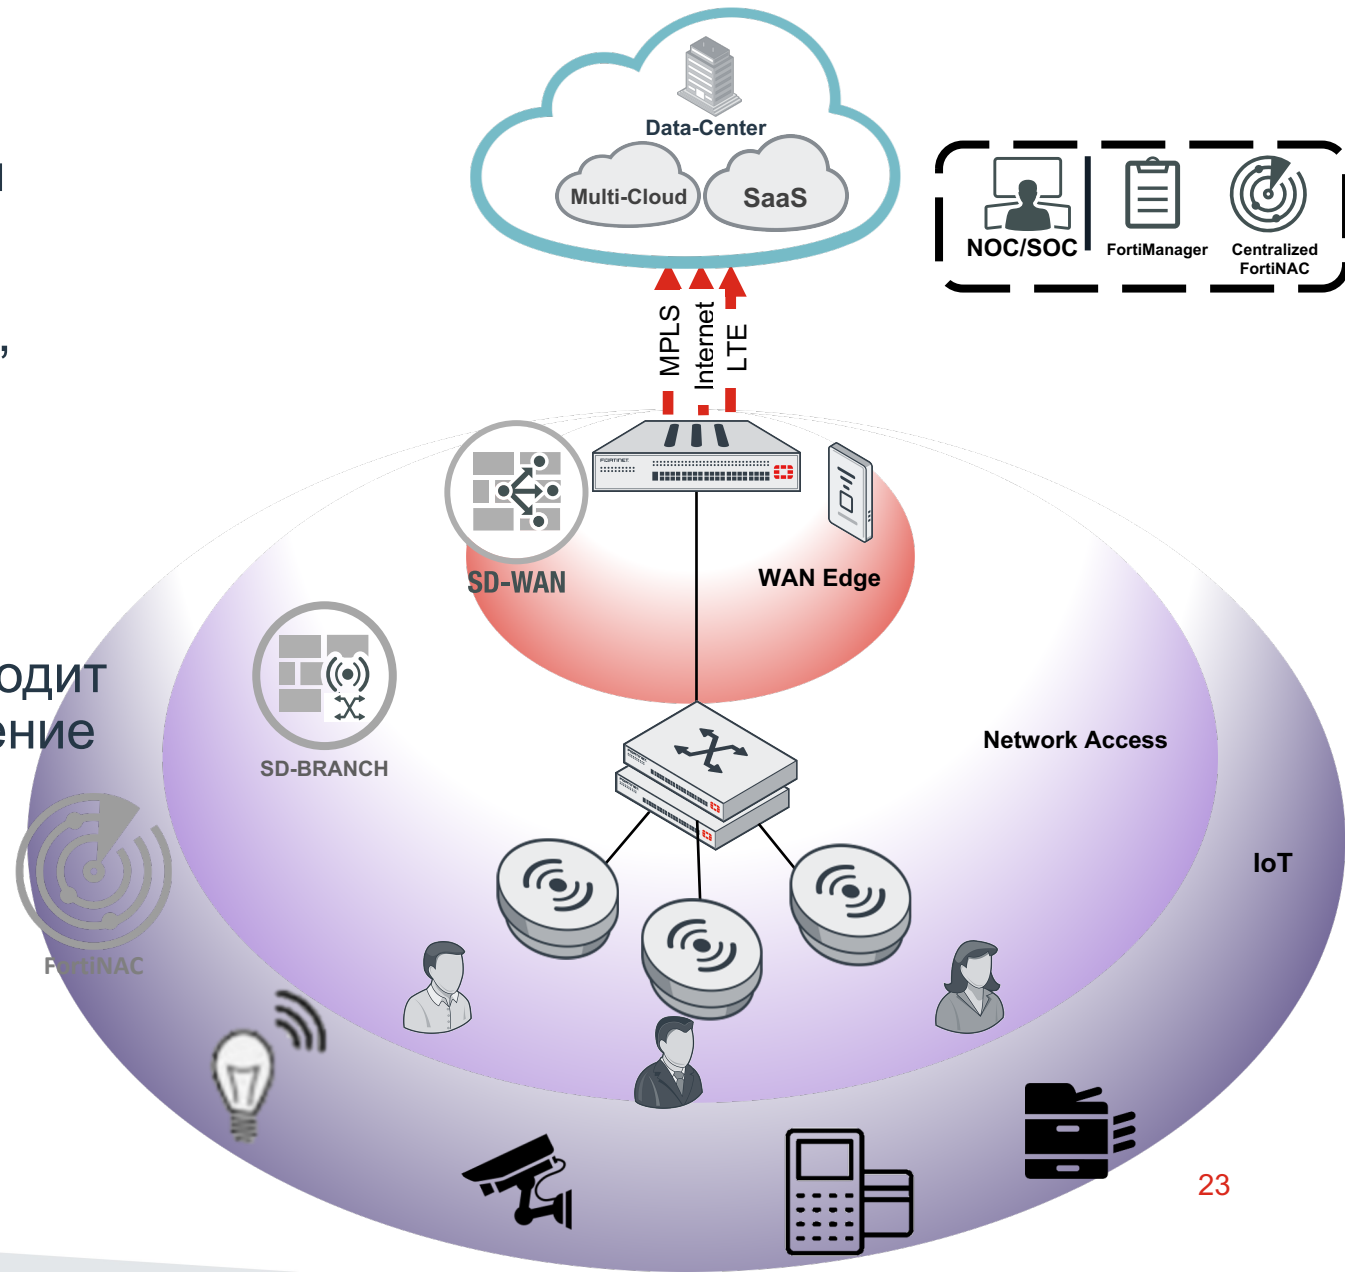 Data-Center
Multi-Cloud
SaaS
NOC/SOC
FortiManager
Centralized
FortiNAC
MPLS
Internet
LTE
,
FORTINET
SD-WAN
WAN Edge
одит
ение
SD-BRANCH
Network Access
IoT
FortiNAC
23